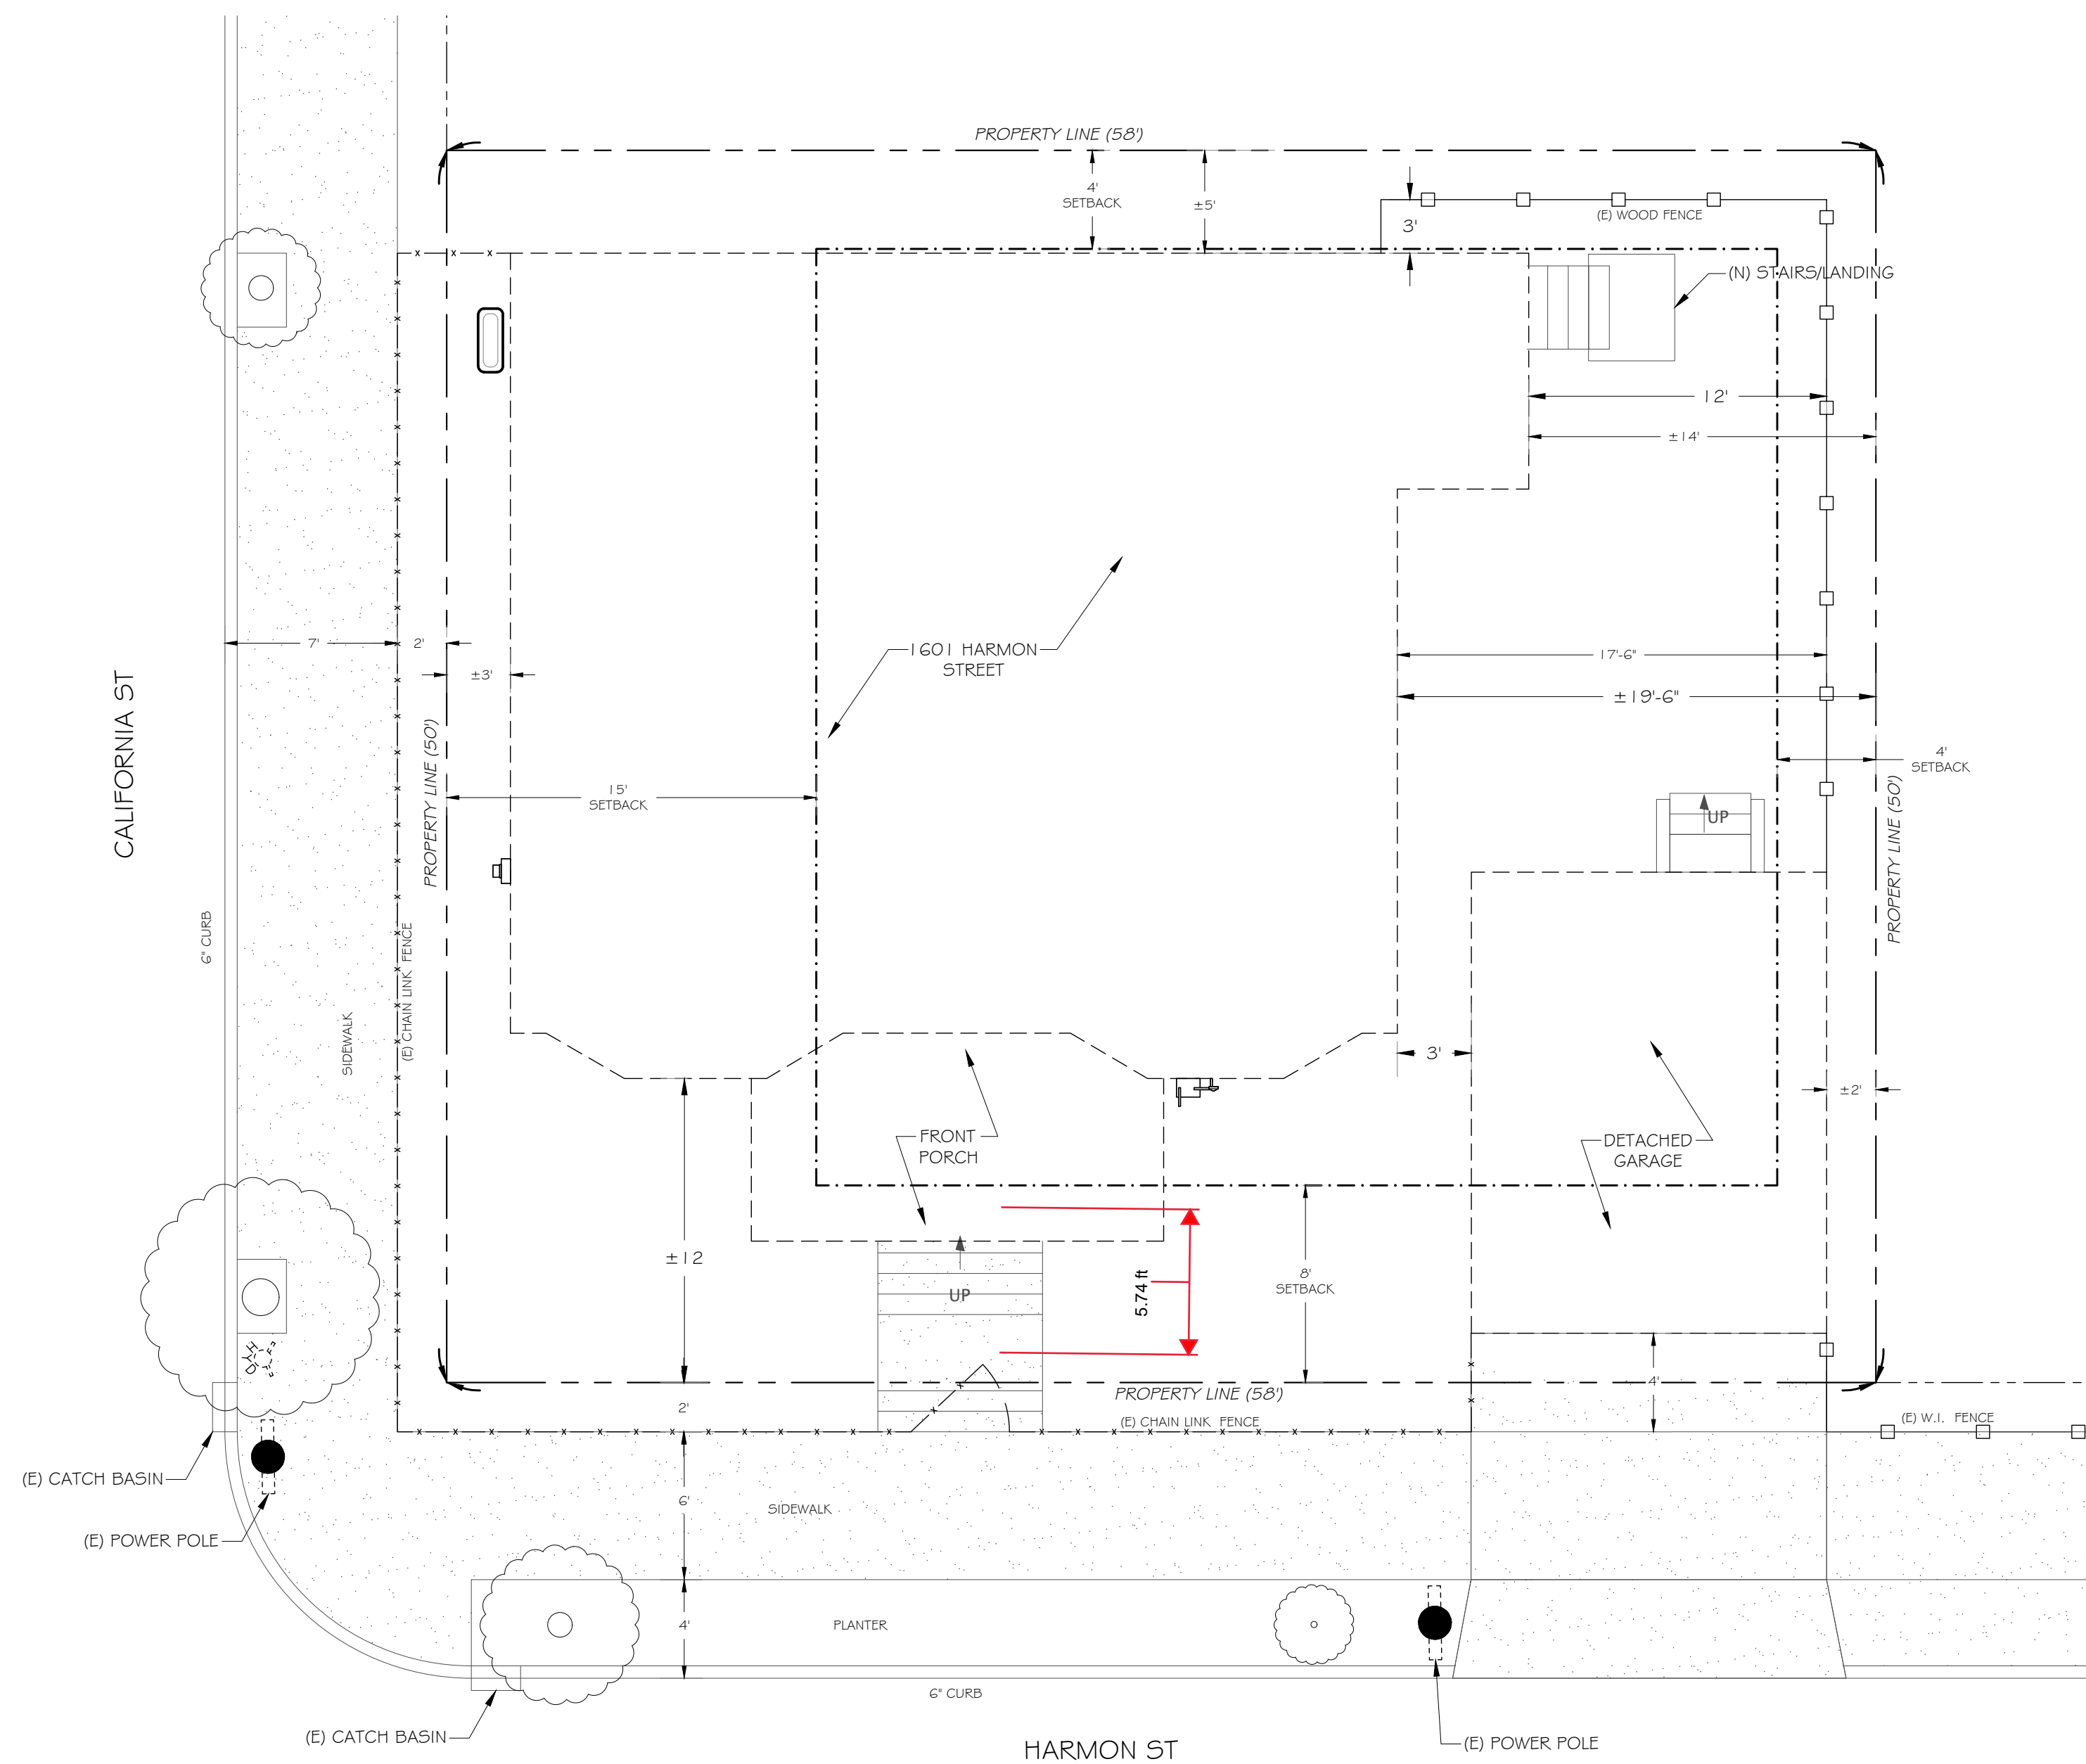 PROPERTY LINE (58')
4'
SETBACK
±5'
3'
(E) WOOD FENCE
(N) STAIRS/LANDING
12'
±14'
7'
2'
±3'
1601 HARMON
STREET
17'-6"
±19'-6"
CALIFORNIA ST
PROPERTY LINE (50')
15'
SETBACK
4'
SETBACK
UP
PROPERTY LINE (50')
6" CURB
SIDEWALK
(E) CHAIN LINK FENCE
3'
±2'
FRONT
PORCH
DETACHED
GARAGE
±12
UP
5.74 ft
8'
SETBACK
HYD
4'
PROPERTY LINE (58')
2'
(E) CHAIN LINK FENCE
(E) W.I. FENCE
(E) CATCH BASIN
6'
SIDEWALK
(E) POWER POLE
4'
PLANTER
6" CURB
(E) CATCH BASIN
(E) POWER POLE
HARMON ST